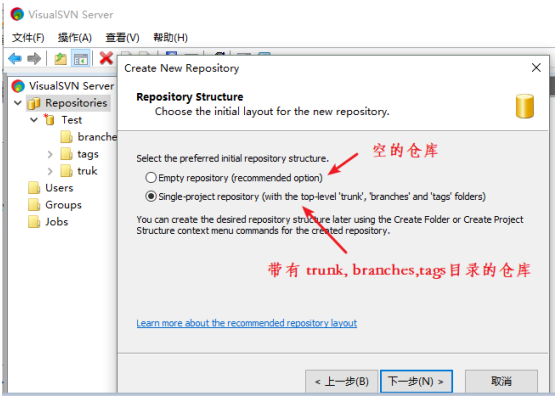 VisualSVN Server
文件(F) 操作(A) 查看(V) 帮助(H)
Create New Repository
VisualSVN Server
Repositories
Test
branche
tags
truk
Users
Groups
Jobs
Repository Structure
Choose the initial layout for the new repository.
空的仓库
Select the preferred initial repository structure.
Empty repository (recommended option)
Single-project repository (with the top-level 'trunk', 'branches' and 'tags' folders)
You can create the desired repository structure later using the Create Folder or Create Project
Structure context menu commands for the created repository.
带有 trunk, branches,tags目录的仓库
Learn more about the recommended repository layout
< 上一步(B) 下一步(N) > 取消